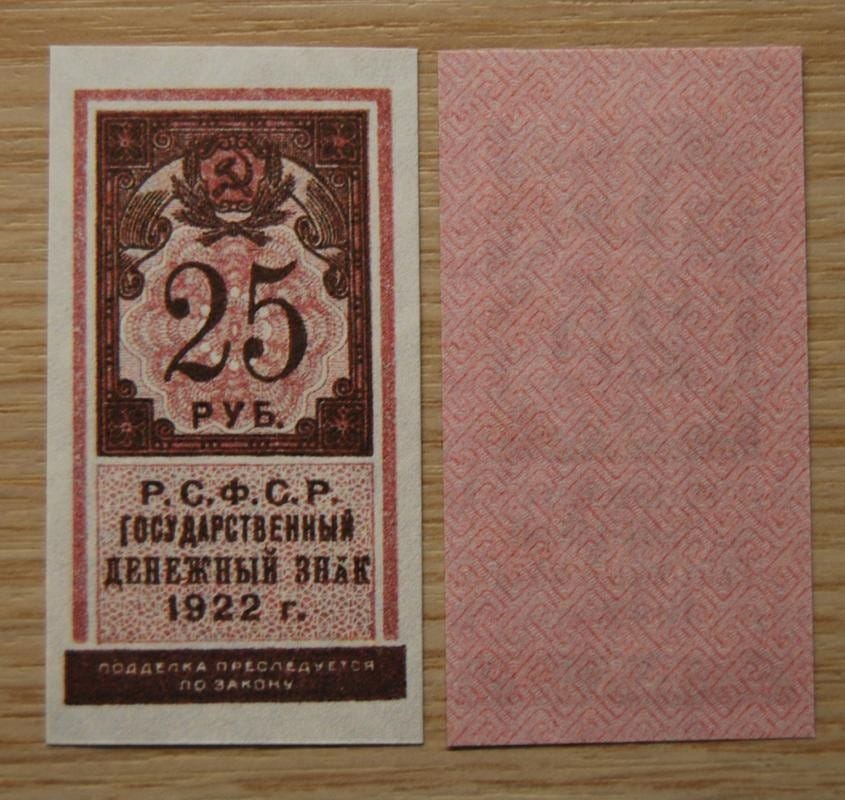 25
РУБ.
Р.С.Ф.С.Р.
ГОСУДАРСТВЕННЫЙ
ДЕНЕЖНЫЙ ЗНАК
1922 г.
ПОДДЕЛКА ПРЕСЛЕДУЕТСЯ
ПО ЗАКОНУ